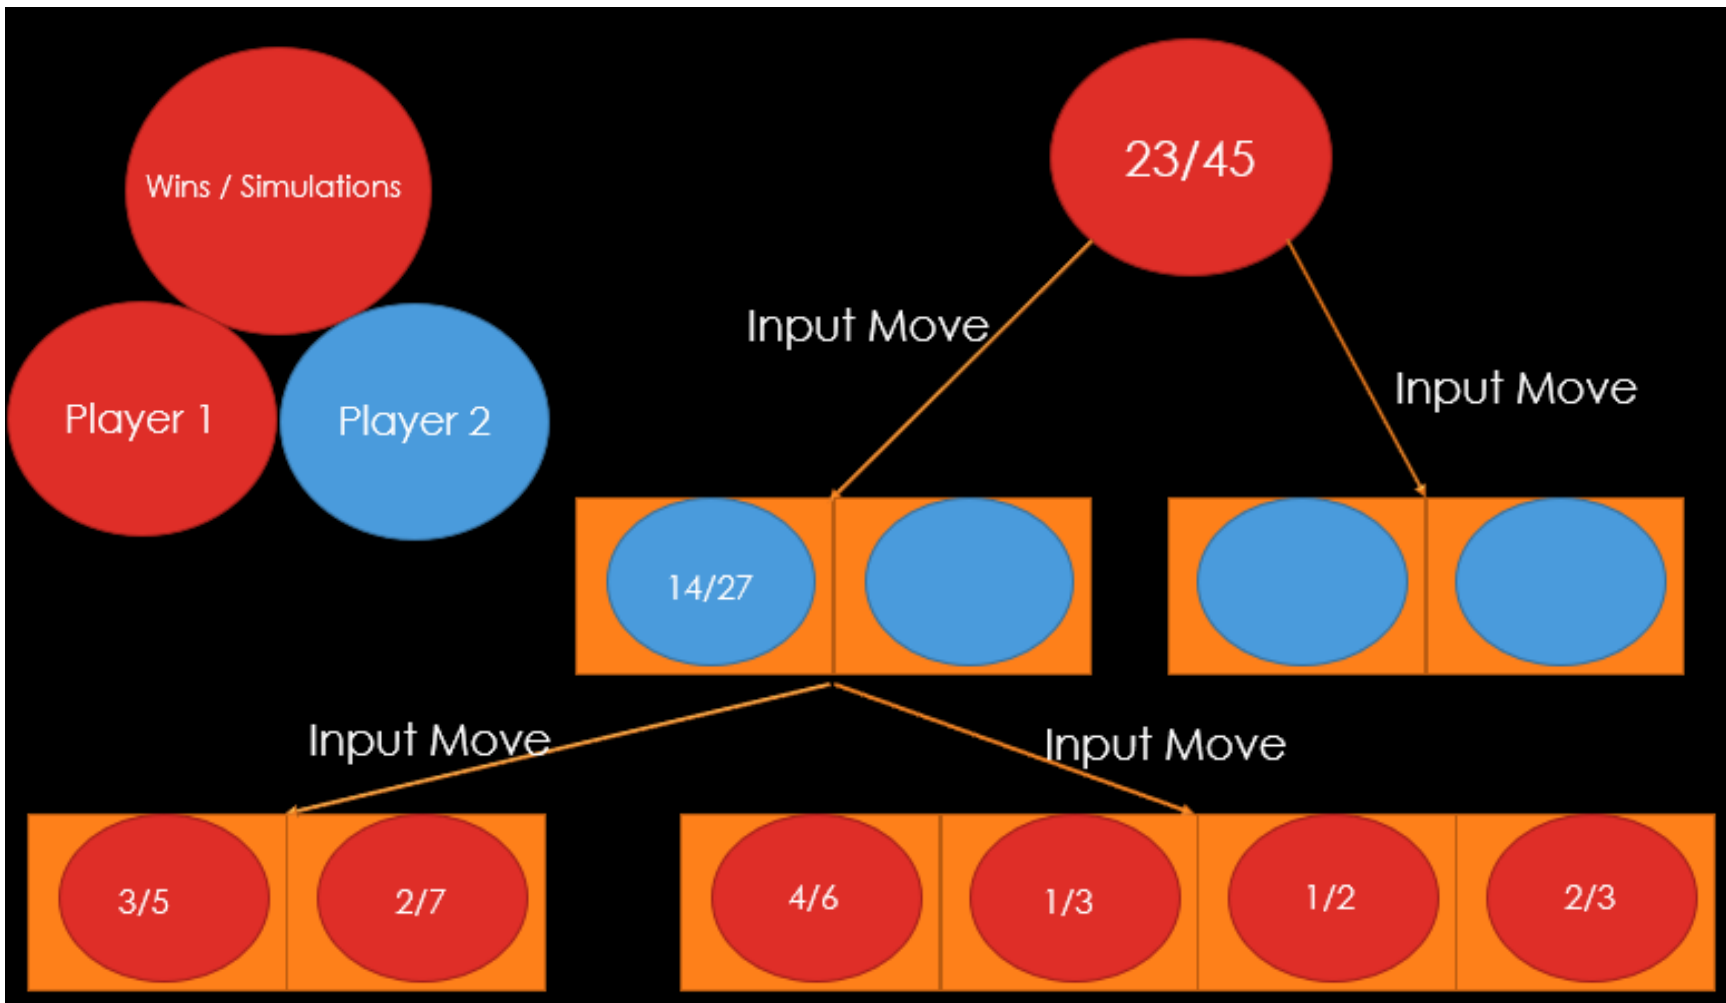 Wins / Simulations
Player 1
Player 2
23/45
Input Move
Input Move
14/27
Input Move
Input Move
3/5
2/7
4/6
1/3
1/2
2/3